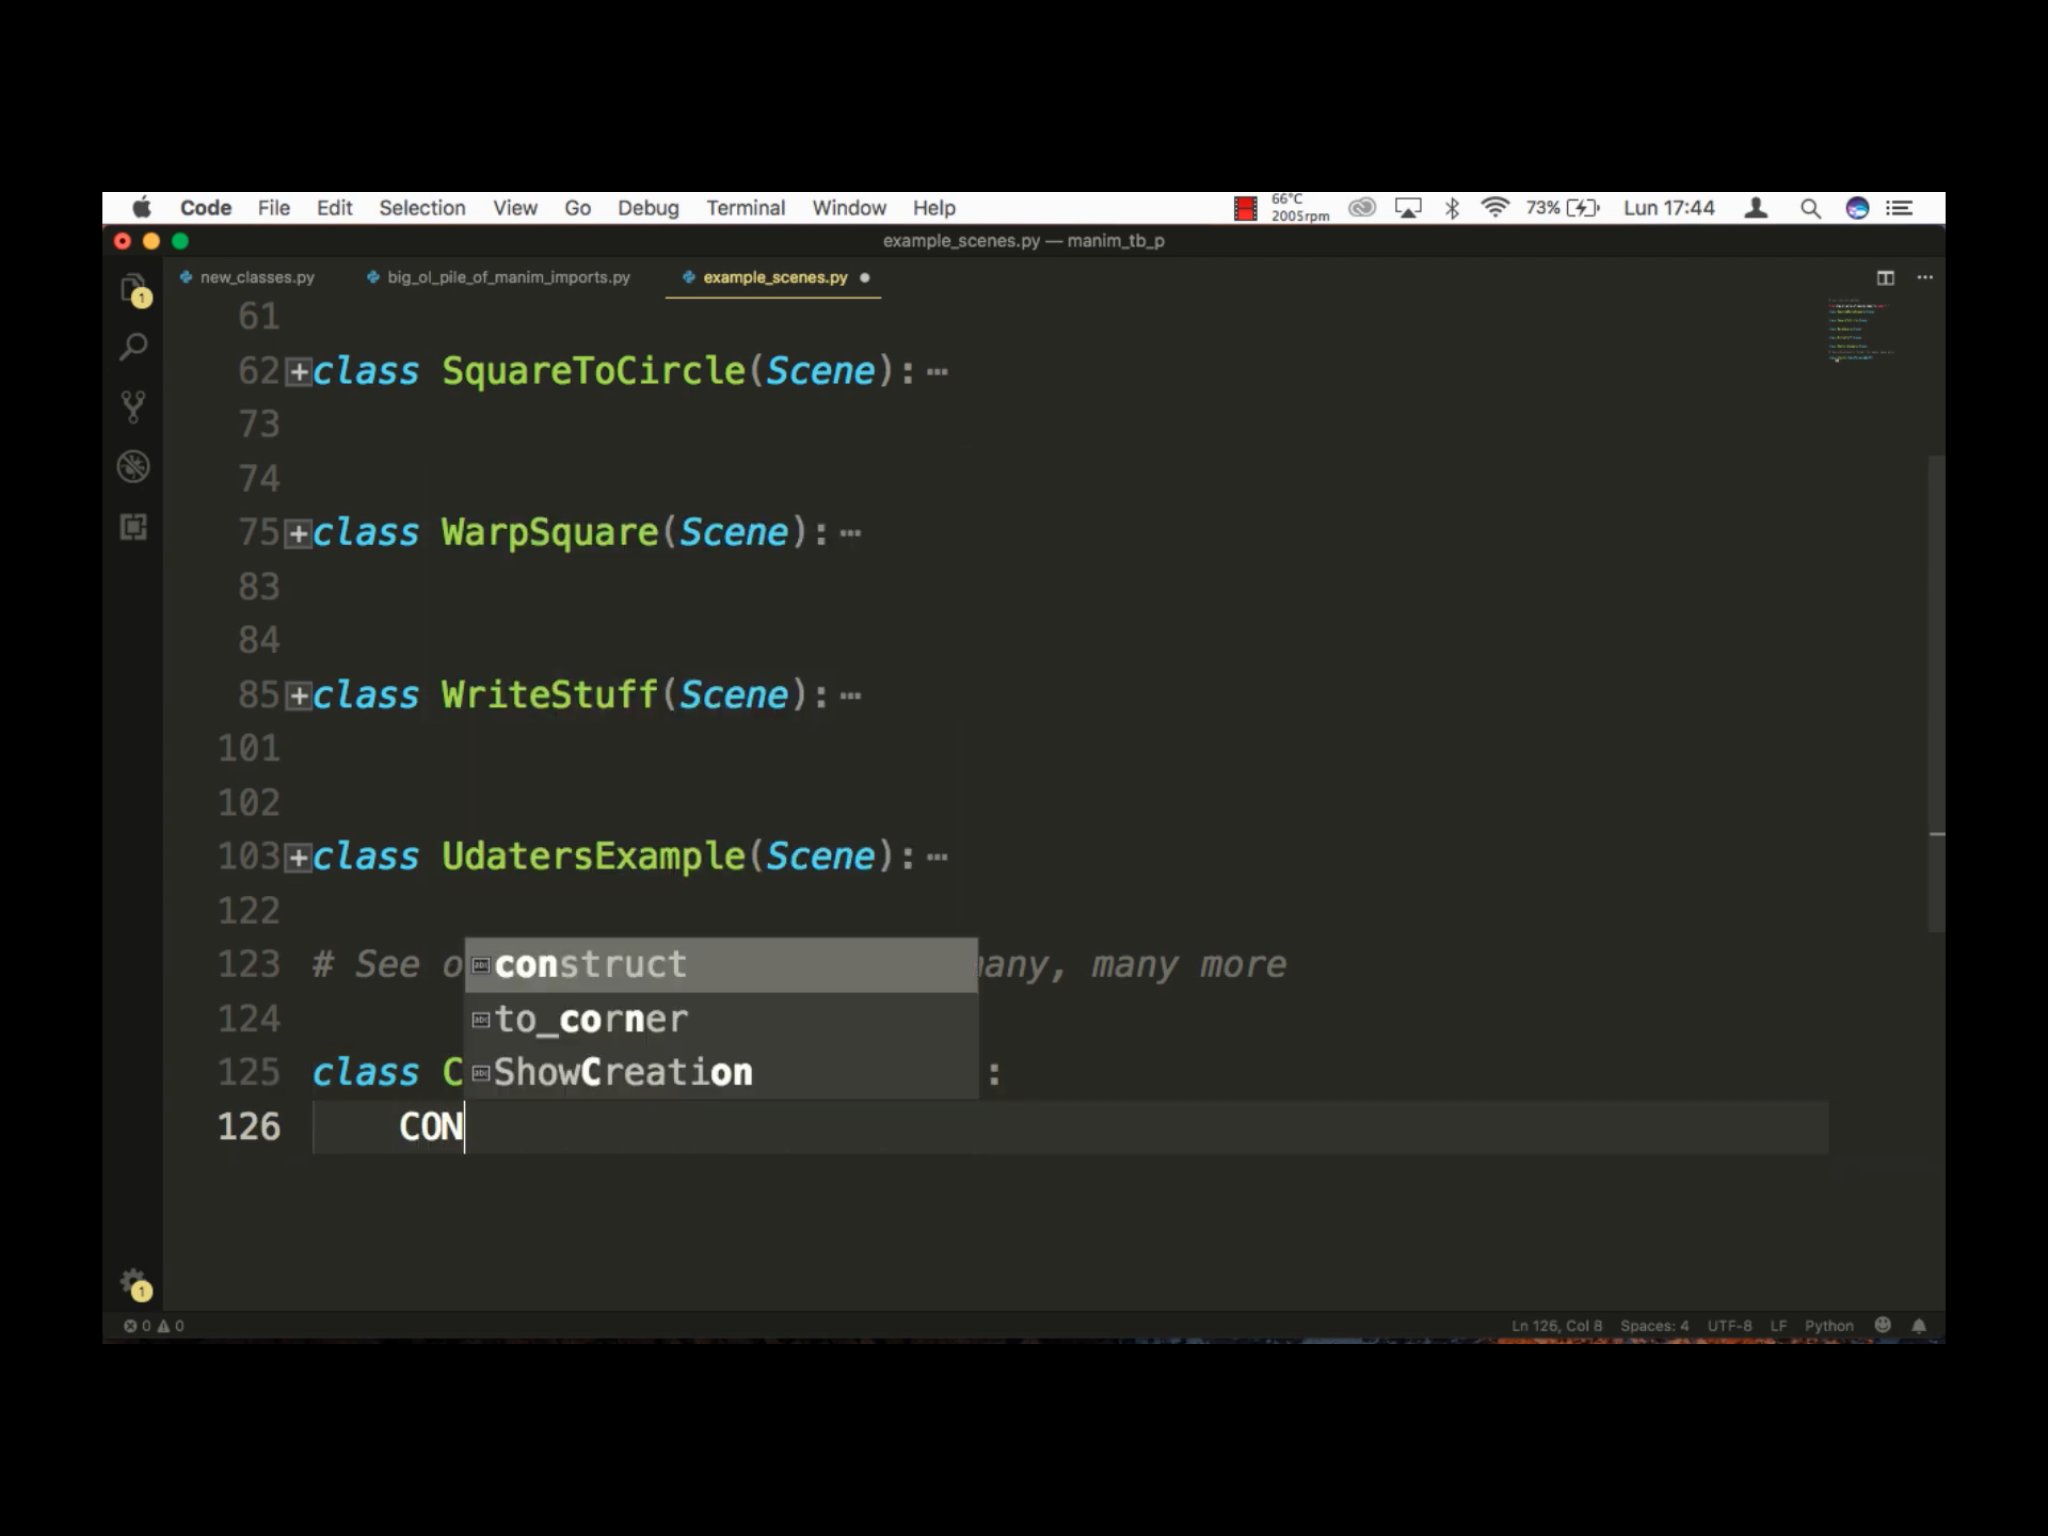 Code File Edit Selection View Go Debug Terminal Window Help 66°C 2005rpm 73% Lun 17:44
example_scenes.py — manim_tb_p
new_classes.py big_ol_pile_of_manim_imports.py example_scenes.py
61
62 class SquareToCircle(Scene):
73
74
75 class WarpSquare(Scene):
83
84
85 class WriteStuff(Scene):
101
102
103 class UdatersExample(Scene):
122
123 # See o many, many more
construct
124
to_corner
125 class C :
ShowCreation
126 CON
1
1
0 0 Ln 126, Col 8 Spaces: 4 UTF-8 LF Python